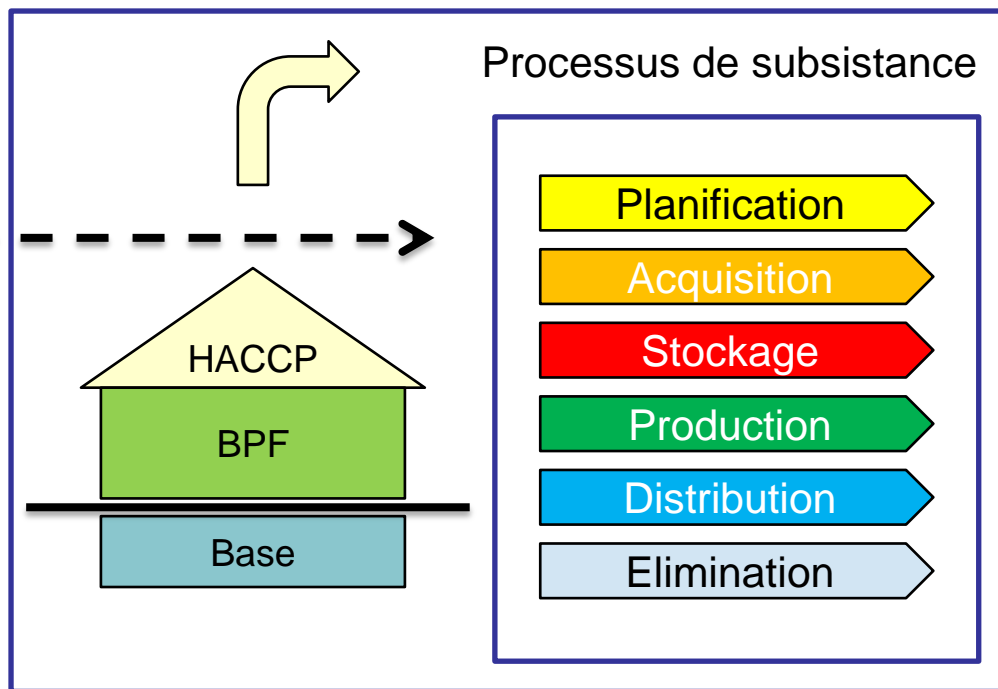 Processus de subsistance
HACCP
BPF
Base
Planification
Acquisition
Stockage
Production
Distribution
Elimination